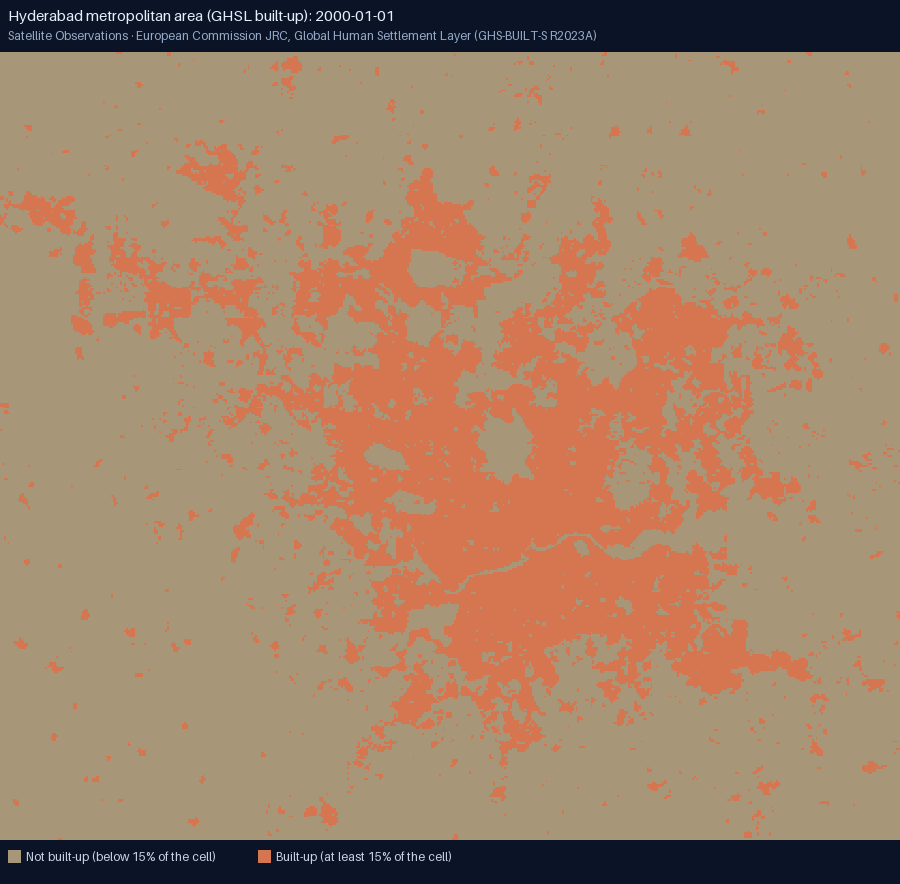 Hyderabad metropolitan area (GHSL built-up): 2000-01-01
Satellite Observations · European Commission JRC, Global Human Settlement Layer (GHS-BUILT-S R2023A)
Not built-up (below 15% of the cell)
Built-up (at least 15% of the cell)